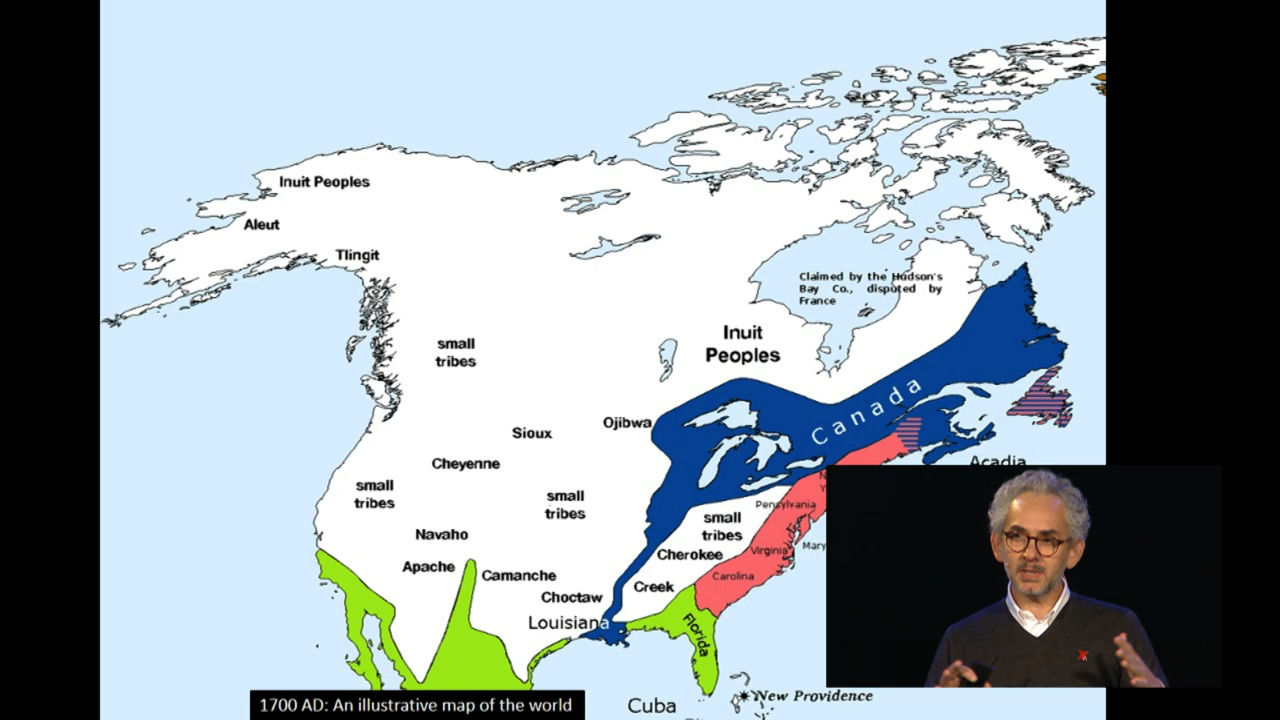 Inuit Peoples
Aleut
Tlingit
Claimed by the Hudson's
Bay Co., disputed by
France
Inuit
Peoples
small
tribes
Canada
Ojibwa
Sioux
Cheyenne
Acadia
small
tribes
small
tribes
Pensylvania
small
tribes
Navaho
Virginia
Mary
Cherokee
Apache
Camanche
Carolina
Creek
Choctaw
Louisiana
Florida
New Providence
Cuba
1700 AD: An illustrative map of the world